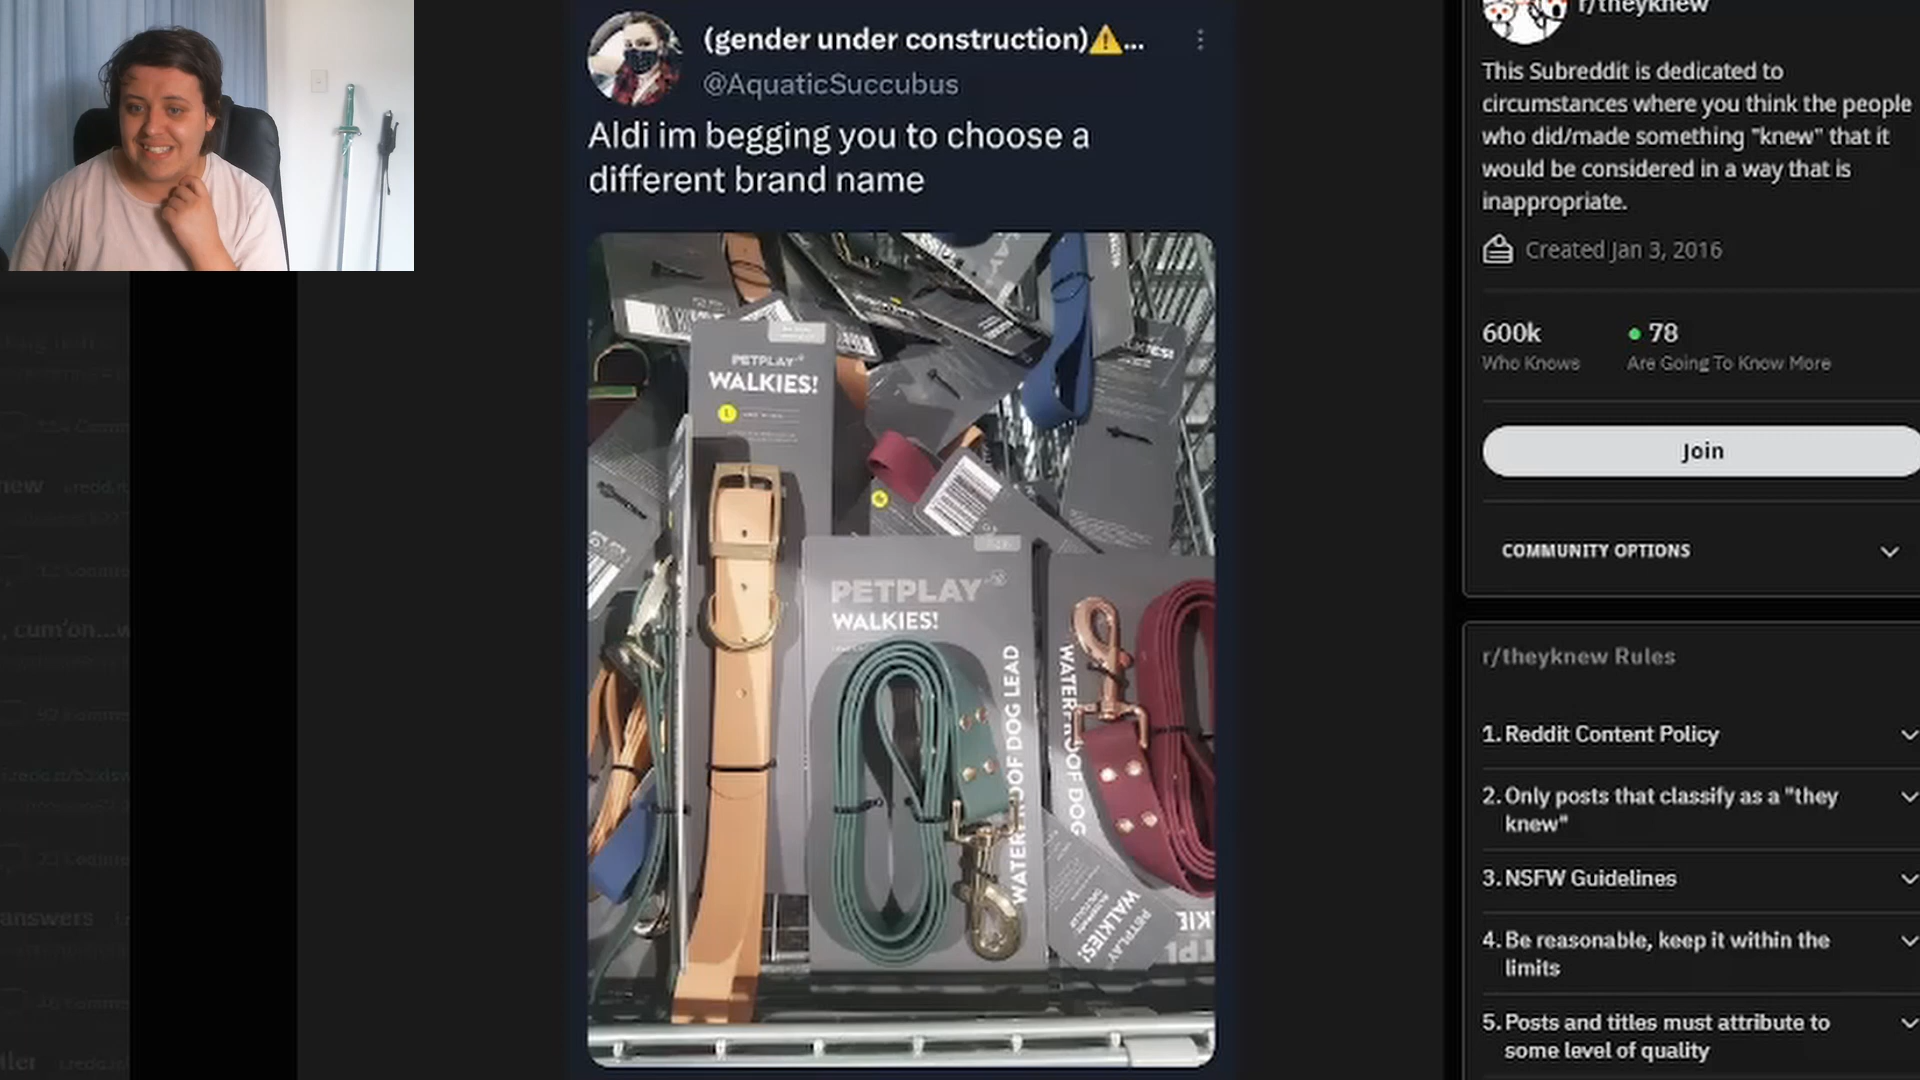 (gender under construction)⚠...
@AquaticSuccubus
Aldi im begging you to choose a
different brand name
PETPLAY
WALKIES!
L
PETPLAY
WALKIES!
WATERPROOF DOG LEAD
WATERPROOF DOG
PETPLAY
WALKIES!
r/theyknew
This Subreddit is dedicated to
circumstances where you think the people
who did/made something "knew" that it
would be considered in a way that is
inappropriate.
Created Jan 3, 2016
600k
Who Knows
78
Are Going To Know More
Join
COMMUNITY OPTIONS
r/theyknew Rules
1. Reddit Content Policy
2. Only posts that classify as a "they
knew"
3. NSFW Guidelines
4. Be reasonable, keep it within the
limits
5. Posts and titles must attribute to
some level of quality
answers